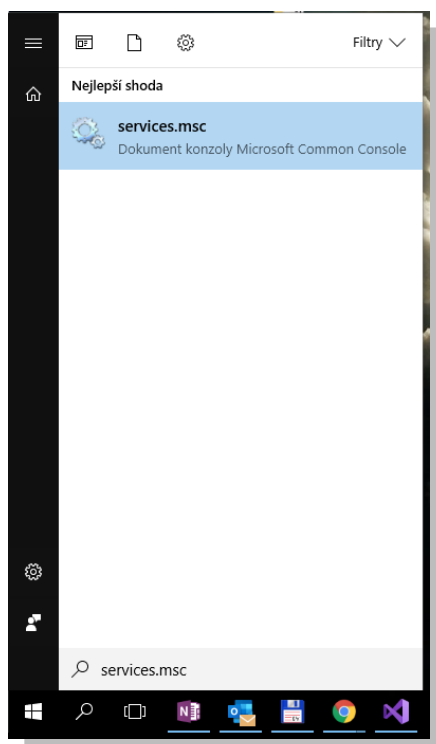 Filtry
Nejlepší shoda
services.msc
Dokument konzoly Microsoft Common Console
services.msc